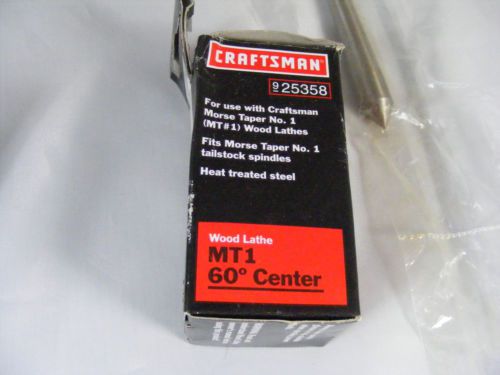 CRAFTSMAN
9 25358
For use with Craftsman
Morse Taper No. 1
(MT#1) Wood Lathes
Fits Morse Taper No. 1
tailstock spindles
Heat treated steel
Wood Lathe
MT1
60° Center